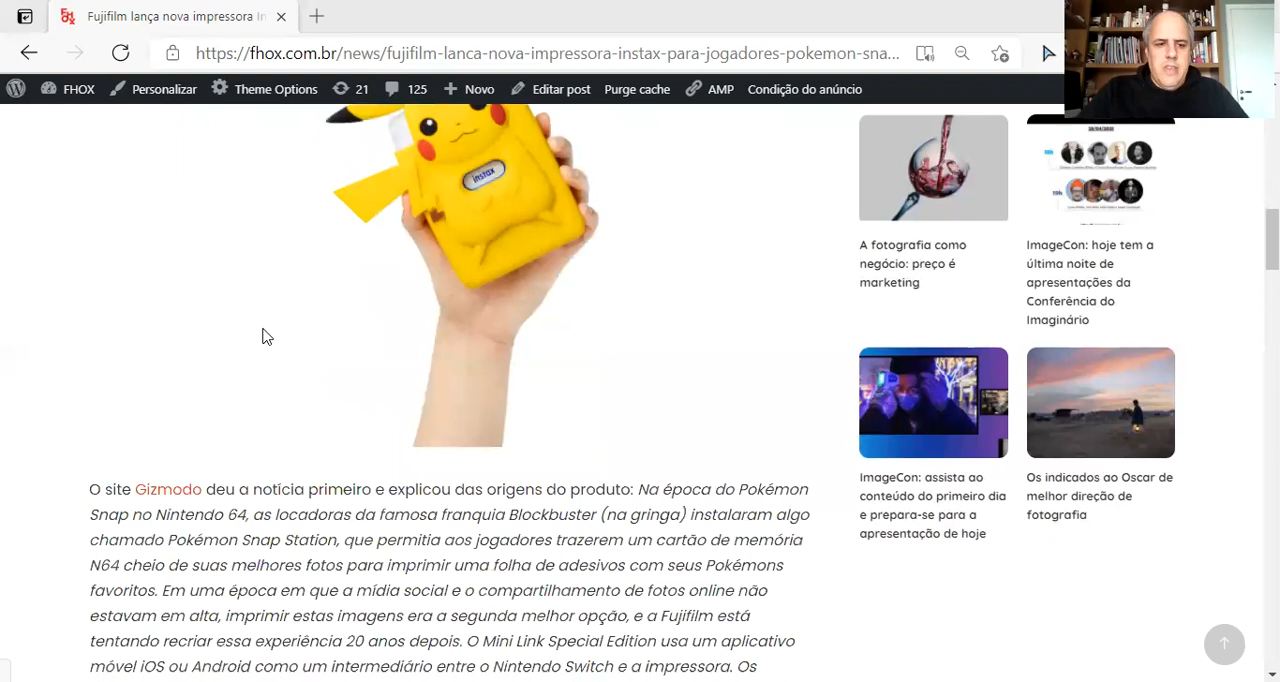 Fujifilm lança nova impressora In
https://fhox.com.br/news/fujifilm-lanca-nova-impressora-instax-para-jogadores-pokemon-sna...
FHOX
Personalizar
Theme Options
21
125
Novo
Editar post
Purge cache
AMP
Condição do anúncio
instax
A fotografia como
negócio: preço é
marketing
ImageCon: hoje tem a
última noite de
apresentações da
Conferência do
Imaginário
ImageCon: assista ao
conteúdo do primeiro dia
e prepara-se para a
apresentação de hoje
Os indicados ao Oscar de
melhor direção de
fotografia
O site Gizmodo deu a notícia primeiro e explicou das origens do produto: Na época do Pokémon
Snap no Nintendo 64, as locadoras da famosa franquia Blockbuster (na gringa) instalaram algo
chamado Pokémon Snap Station, que permitia aos jogadores trazerem um cartão de memória
N64 cheio de suas melhores fotos para imprimir uma folha de adesivos com seus Pokémons
favoritos. Em uma época em que a mídia social e o compartilhamento de fotos online não
estavam em alta, imprimir estas imagens era a segunda melhor opção, e a Fujifilm está
tentando recriar essa experiência 20 anos depois. O Mini Link Special Edition usa um aplicativo
móvel iOS ou Android como um intermediário entre o Nintendo Switch e a impressora. Os